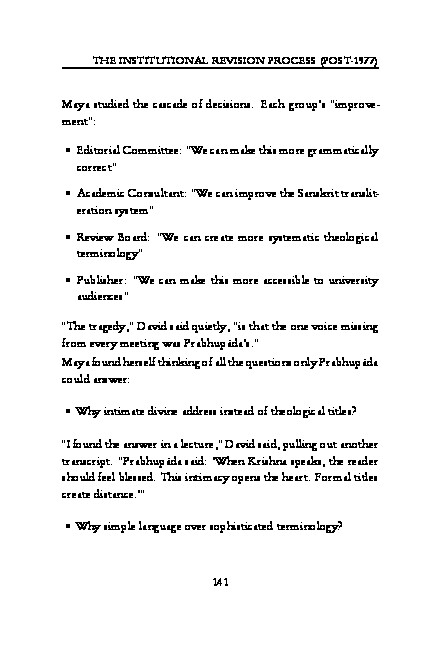 THE INSTITUTIONAL REVISION PROCESS (POST-1977)
Maya studied the cascade of decisions. Each group's "improve-
ment":
• Editorial Committee: "We can make this more grammatically
correct"
• Academic Consultant: "We can improve the Sanskrit translit-
eration system"
• Review Board: "We can create more systematic theological
terminology"
• Publisher: "We can make this more accessible to university
audiences"
"The tragedy," David said quietly, "is that the one voice missing
from every meeting was Prabhupāda's."
Maya found herself thinking of all the questions only Prabhupāda
could answer:
• Why intimate divine address instead of theological titles?
"I found the answer in a lecture," David said, pulling out another
transcript. "Prabhupāda said: 'When Krishna speaks, the reader
should feel blessed. This intimacy opens the heart. Formal titles
create distance.'"
• Why simple language over sophisticated terminology?
141